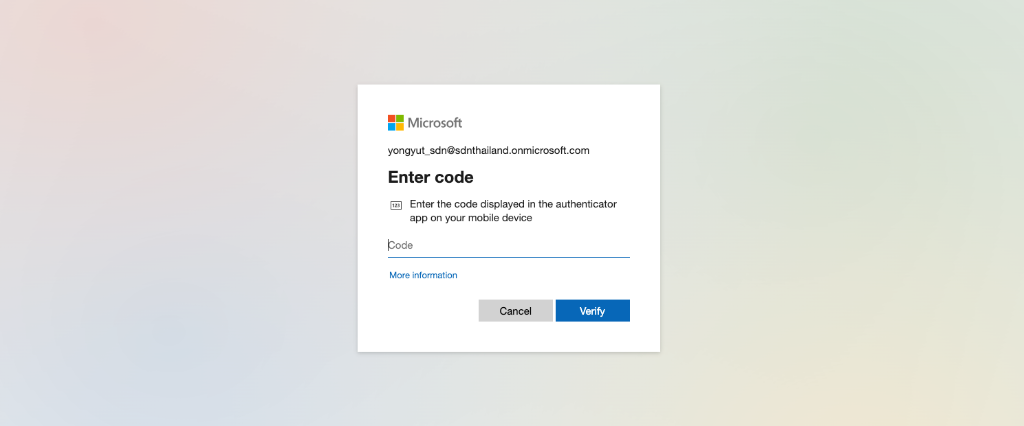 Microsoft
yongyut_sdn@sdnthailand.onmicrosoft.com
Enter code
123
Enter the code displayed in the authenticator
app on your mobile device
Code
More information
Cancel
Verify